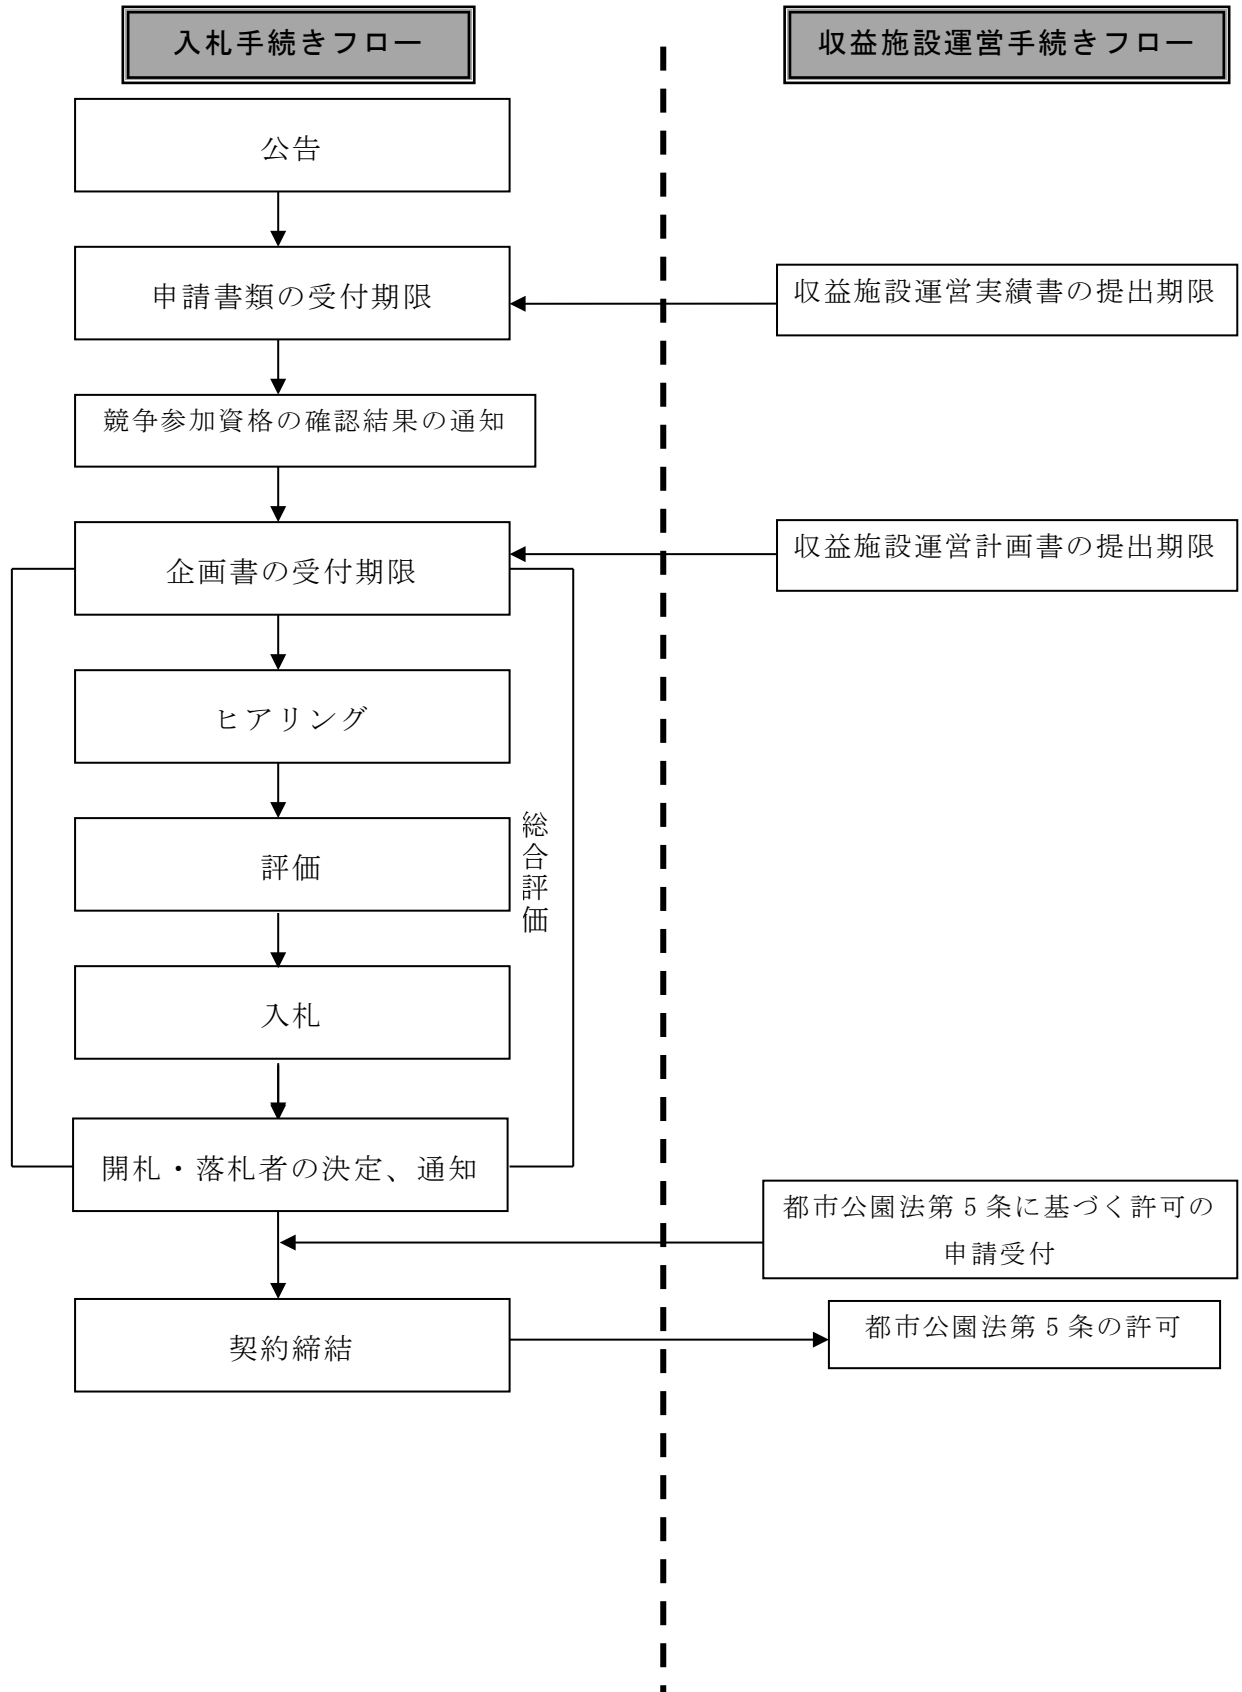 入札手続きフロー
収益施設運営手続きフロー
公告
申請書類の受付期限
収益施設運営実績書の提出期限
競争参加資格の確認結果の通知
企画書の受付期限
収益施設運営計画書の提出期限
ヒアリング
評価
総合評価
入札
開札・落札者の決定、通知
都市公園法第5条に基づく許可の
申請受付
契約締結
都市公園法第5条の許可